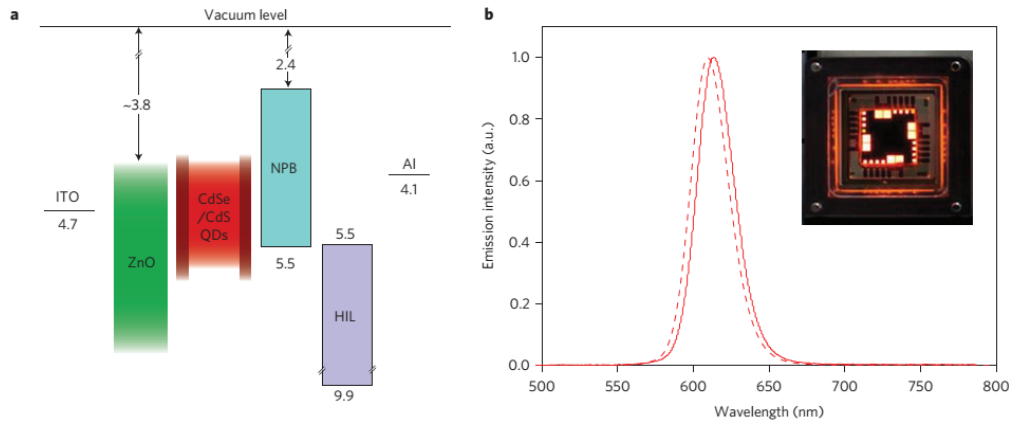 a
Vacuum level
2.4
~3.8
NPB
Al
4.1
ITO
4.7
CdSe
/CdS
QDs
ZnO
5.5
5.5
HIL
9.9
b
Emission intensity (a.u.)
1.0
0.8
0.6
0.4
0.2
0.0
500
550
600
650
700
750
800
Wavelength (nm)